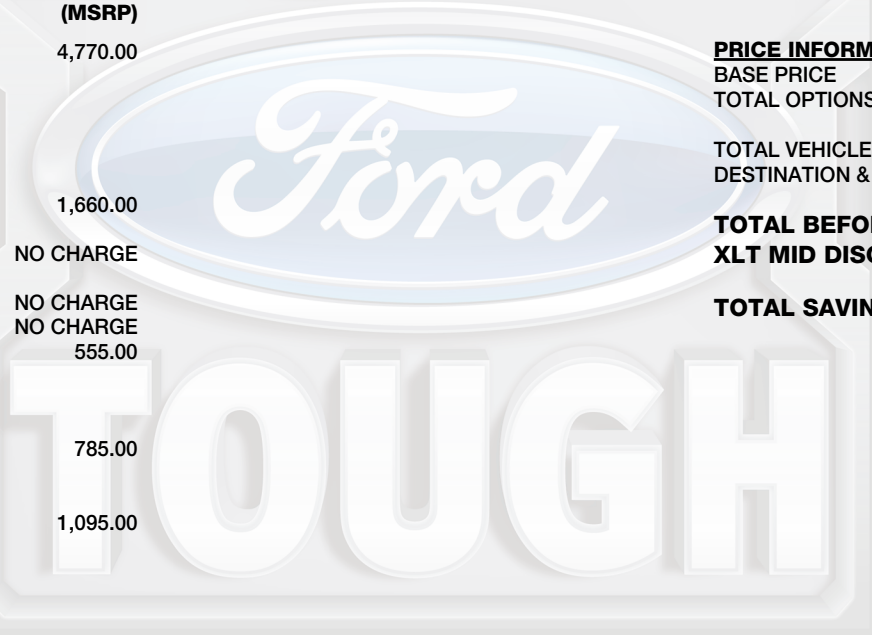 (MSRP)
4,770.00
1,660.00
NO CHARGE
NO CHARGE
NO CHARGE
555.00
785.00
1,095.00
PRICE INFORM
BASE PRICE
TOTAL OPTIONS
TOTAL VEHICLE
DESTINATION &
TOTAL BEFO
XLT MID DISC
TOTAL SAVIN
Ford
TOUGH